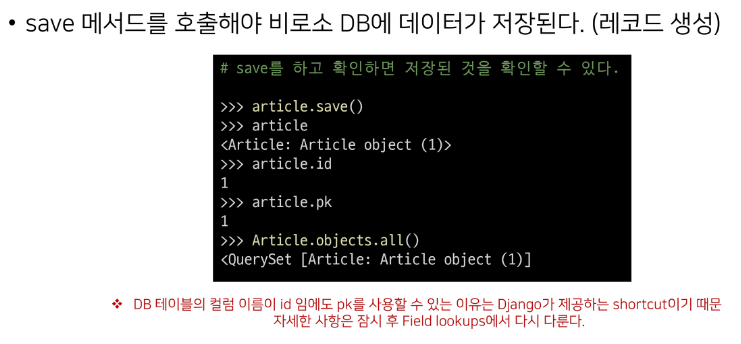 • save 메서드를 호출해야 비로소 DB에 데이터가 저장된다. (레코드 생성)
# save를 하고 확인하면 저장된 것을 확인할 수 있다.
>>> article.save()
>>> article
<Article: Article object (1)>
>>> article.id
1
>>> article.pk
1
>>> Article.objects.all()
<QuerySet [Article: Article object (1)]
❖ DB 테이블의 컬럼 이름이 id 임에도 pk를 사용할 수 있는 이유는 Django가 제공하는 shortcut이기 때문
자세한 사항은 잠시 후 Field lookups에서 다시 다룬다.